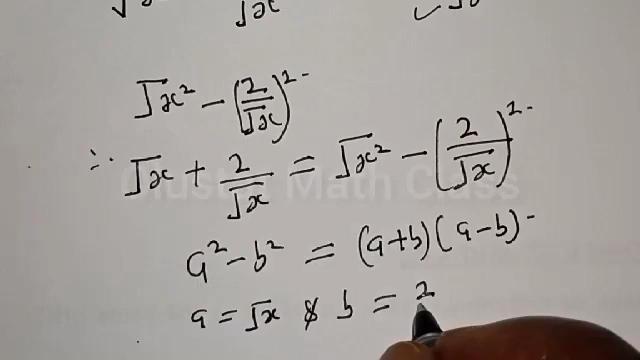 √x² − (2/√x)²
∴ √x + 2/√x = √x² − (2/√x)²
a² − b² = (a+b)(a−b)
a = √x & b = 2